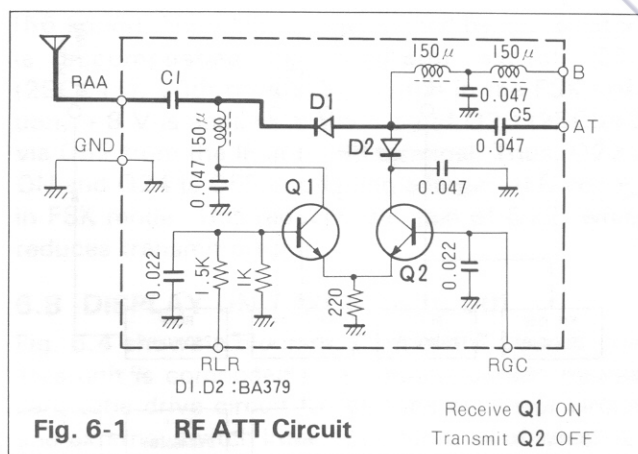 150μ 150μ
RAA C1 B
D1 0.047 C5
150μ AT
GND D2 0.047
0.047 0.047
Q1
Q2
0.022 1.5K 1K 220 0.022
RLR RGC
D1.D2 :BA379
Receive Q1 ON
Fig. 6-1 RF ATT Circuit
Transmit Q2 OFF